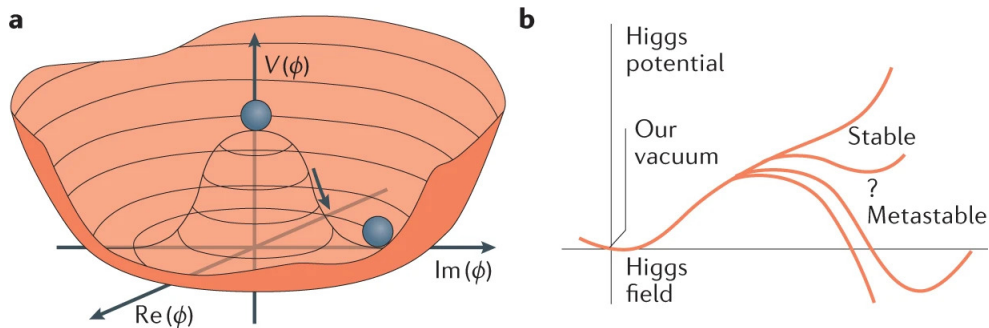 a
V(ϕ)
Im(ϕ)
Re(ϕ)
b
Higgs
potential
Our
vacuum
Stable
?
Metastable
Higgs
field